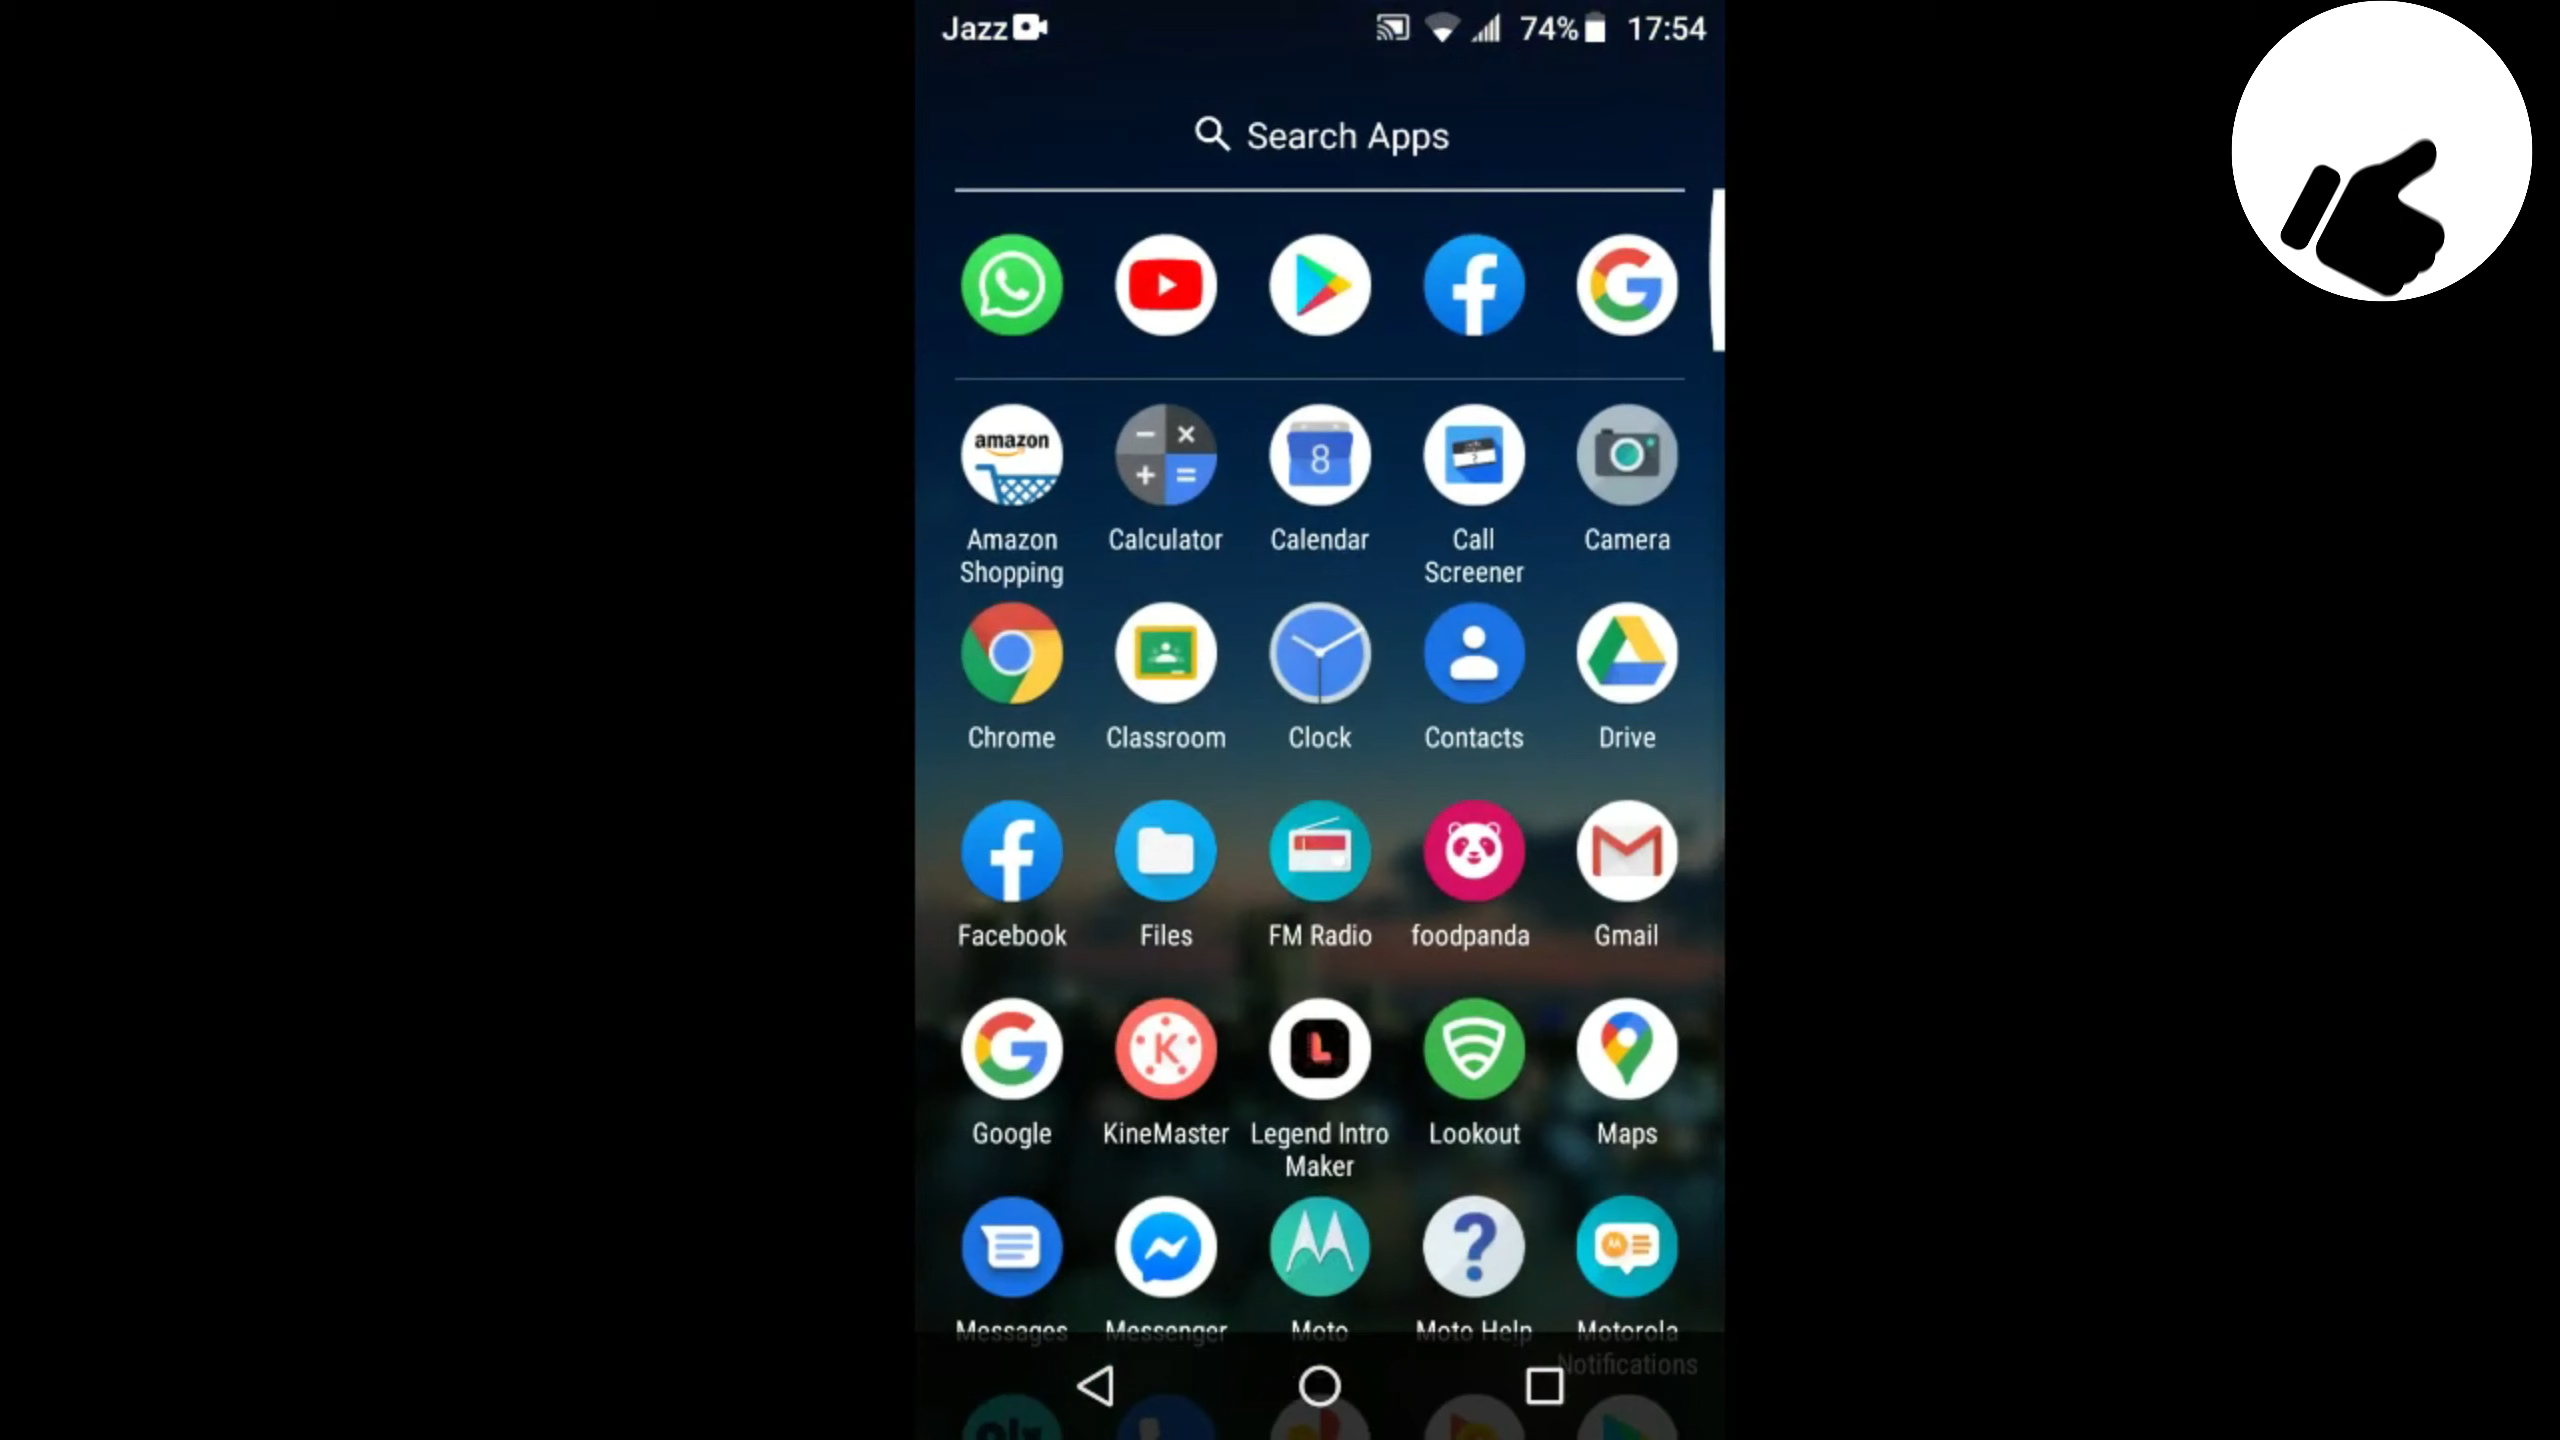 Jazz 74% 17:54
Search Apps
amazon
8
Amazon Shopping
Calculator
Calendar
Call Screener
Camera
Chrome
Classroom
Clock
Contacts
Drive
Facebook
Files
FM Radio
foodpanda
Gmail
K
L
Google
KineMaster
Legend Intro Maker
Lookout
Maps
Messages
Messenger
Moto
Moto Help
Motorola Notifications
olx